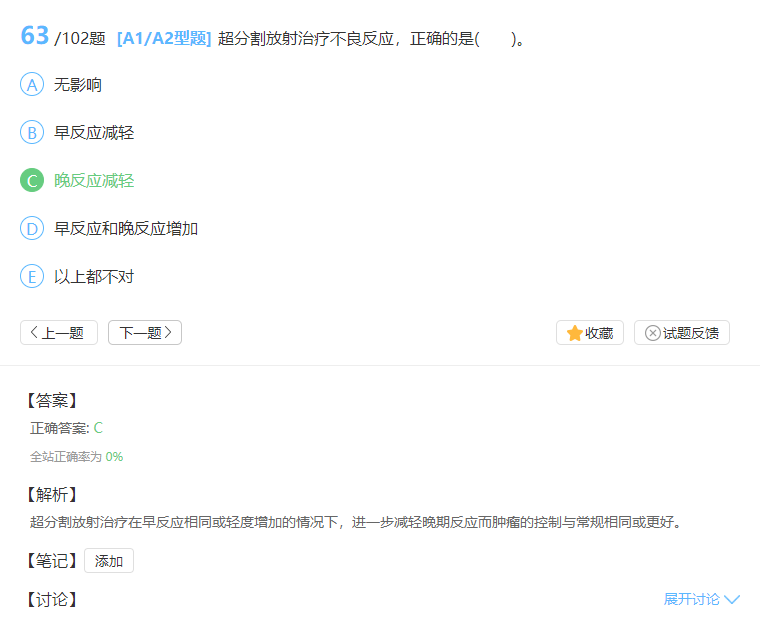 63 /102题 [A1/A2型题] 超分割放射治疗不良反应，正确的是(　　)。
A 无影响
B 早反应减轻
C 晚反应减轻
D 早反应和晚反应增加
E 以上都不对
上一题 下一题 收藏 试题反馈
【答案】
正确答案: C
全站正确率为 0%
【解析】
超分割放射治疗在早反应相同或轻度增加的情况下，进一步减轻晚期反应而肿瘤的控制与常规相同或更好。
【笔记】 添加
【讨论】 展开讨论